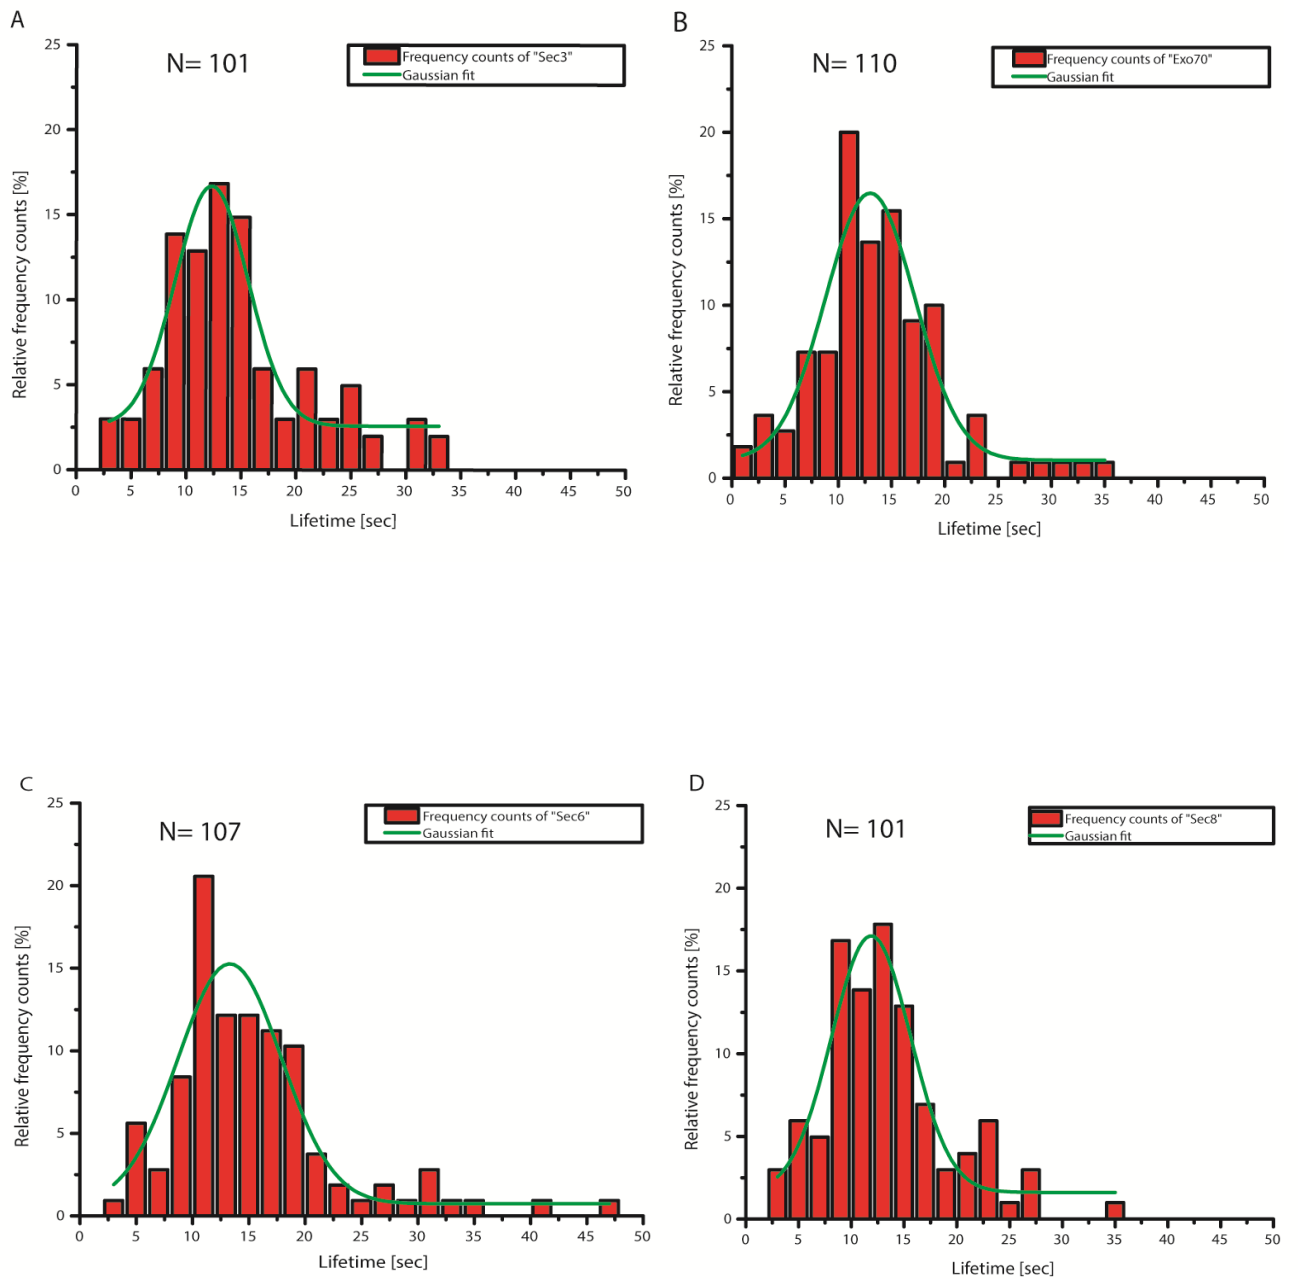 A
N= 101
Frequency counts of "Sec3"
Gaussian fit
Relative frequency counts [%]
25
20
15
10
5
0
0 5 10 15 20 25 30 35 40 45 50
Lifetime [sec]
B
N= 110
Frequency counts of "Exo70"
Gaussian fit
Relative frequency counts [%]
25
20
15
10
5
0
0 5 10 15 20 25 30 35 40 45 50
Lifetime [sec]
C
N= 107
Frequency counts of "Sec6"
Gaussian fit
Relative frequency counts [%]
25
20
15
10
5
0
0 5 10 15 20 25 30 35 40 45 50
Lifetime [sec]
D
N= 101
Frequency counts of "Sec8"
Gaussian fit
Relative frequency counts [%]
25
20
15
10
5
0
0 5 10 15 20 25 30 35 40 45 50
Lifetime [sec]